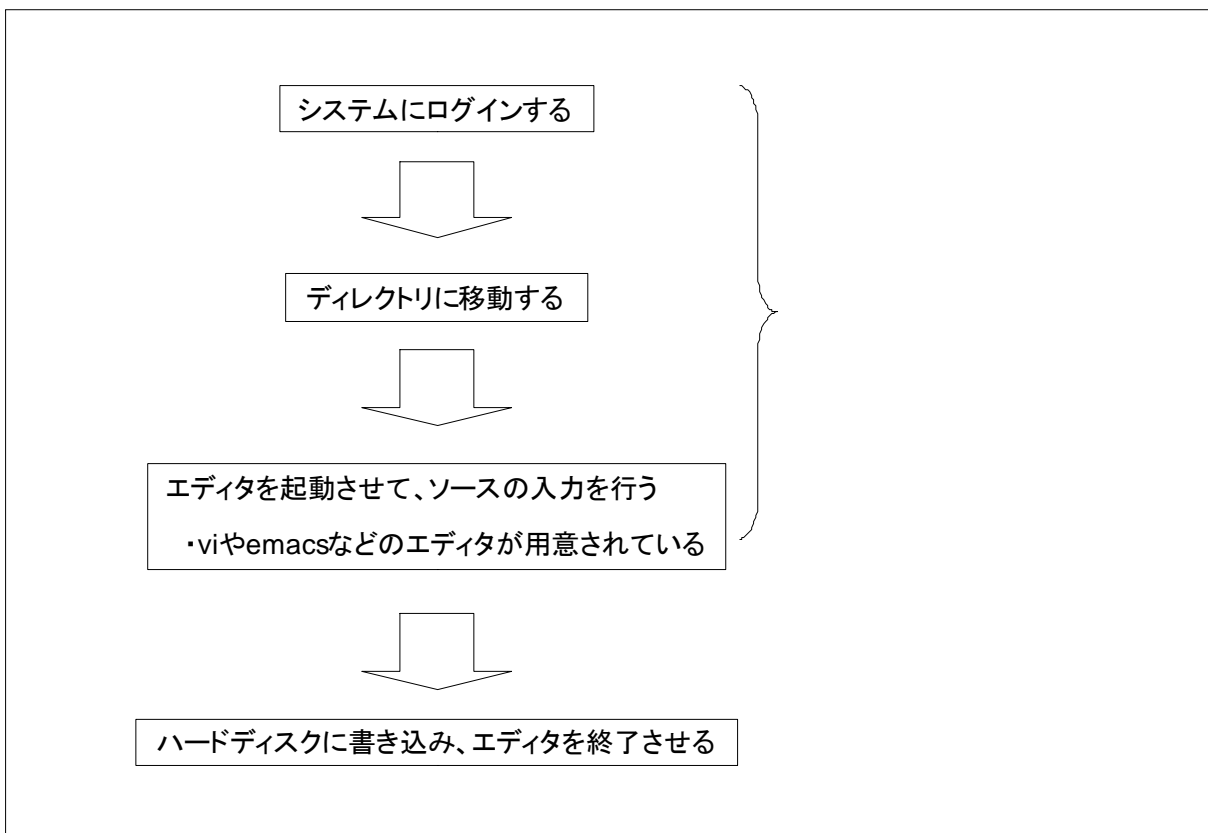 システムにログインする
ディレクトリに移動する
エディタを起動させて、ソースの入力を行う
・viやemacsなどのエディタが用意されている
ハードディスクに書き込み、エディタを終了させる